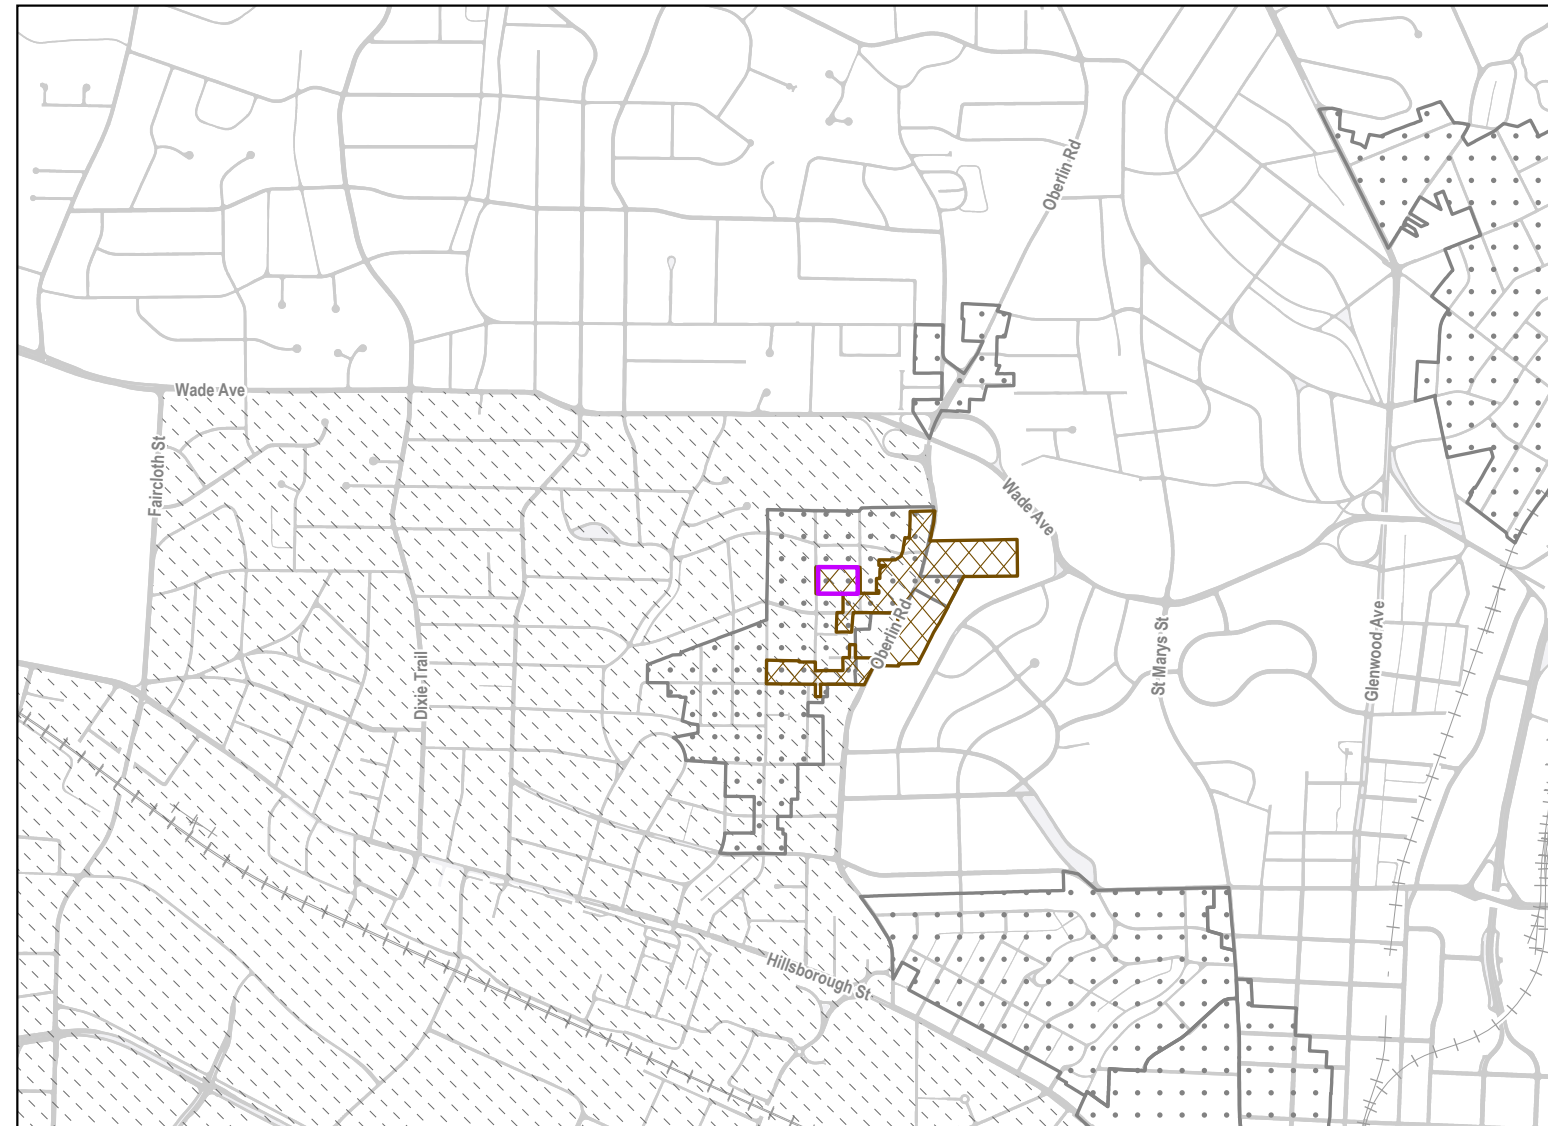 Oberlin Rd
Wade Ave
Faircloth St
Wade Ave
Oberlin Rd
Glenwood Ave
St Marys St
Dixie Trail
Hillsborough St